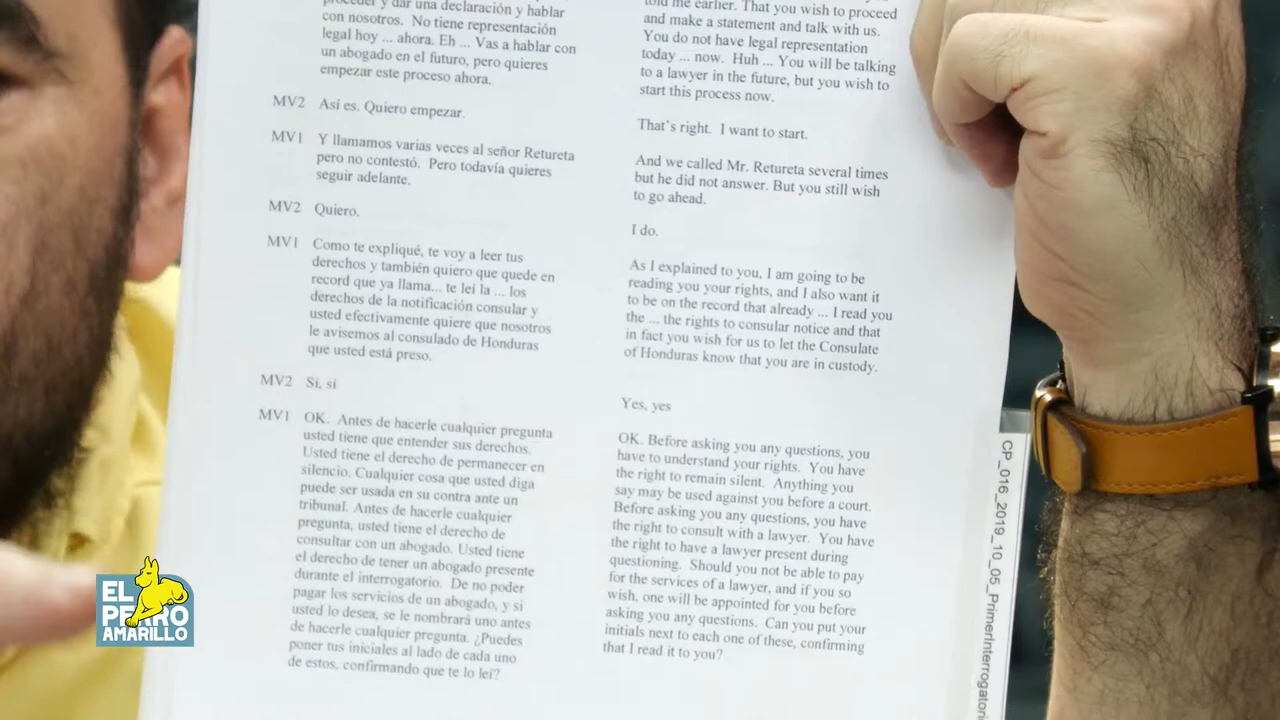 proceder y dar una declaración y hablar
con nosotros. No tiene representación
legal hoy ... ahora. Eh ... Vas a hablar con
un abogado en el futuro, pero quieres
empezar este proceso ahora.
MV2 Así es. Quiero empezar.
MV1 Y llamamos varias veces al señor Retureta
pero no contestó. Pero todavía quieres
seguir adelante.
MV2 Quiero.
MV1 Como te expliqué, te voy a leer tus
derechos y también quiero que quede en
record que ya llama... te leí la ... los
derechos de la notificación consular y
usted efectivamente quiere que nosotros
le avisemos al consulado de Honduras
que usted está preso.
MV2 Sí, sí
MV1 OK. Antes de hacerle cualquier pregunta
usted tiene que entender sus derechos.
Usted tiene el derecho de permanecer en
silencio. Cualquier cosa que usted diga
puede ser usada en su contra ante un
tribunal. Antes de hacerle cualquier
pregunta, usted tiene el derecho de
consultar con un abogado. Usted tiene
el derecho de tener un abogado presente
durante el interrogatorio. De no poder
pagar los servicios de un abogado, y si
usted lo desea, se le nombrará uno antes
de hacerle cualquier pregunta. ¿Puedes
poner tus iniciales al lado de cada uno
de estos, confirmando que te lo leí?
told me earlier. That you wish to proceed
and make a statement and talk with us.
You do not have legal representation
today ... now. Huh ... You will be talking
to a lawyer in the future, but you wish to
start this process now.
That's right. I want to start.
And we called Mr. Retureta several times
but he did not answer. But you still wish
to go ahead.
I do.
As I explained to you, I am going to be
reading you your rights, and I also want it
to be on the record that already ... I read you
the ... the rights to consular notice and that
in fact you wish for us to let the Consulate
of Honduras know that you are in custody.
Yes, yes
OK. Before asking you any questions, you
have to understand your rights. You have
the right to remain silent. Anything you
say may be used against you before a court.
Before asking you any questions, you have
the right to consult with a lawyer. You have
the right to have a lawyer present during
questioning. Should you not be able to pay
for the services of a lawyer, and if you so
wish, one will be appointed for you before
asking you any questions. Can you put your
initials next to each one of these, confirming
that I read it to you?
CP_016_2019_10_05_PrimerInterrogatori
EL
PERRO
AMARILLO